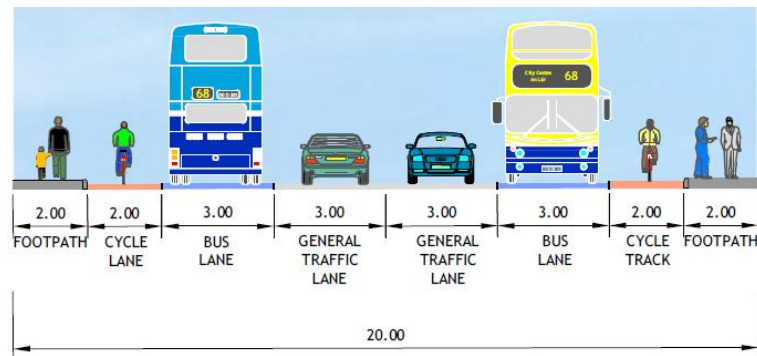 68
City Centre
An Lár
68
2.00 2.00 3.00 3.00 3.00 3.00 2.00 2.00
FOOTPATH CYCLE LANE BUS LANE GENERAL TRAFFIC LANE GENERAL TRAFFIC LANE BUS LANE CYCLE TRACK FOOTPATH
20.00